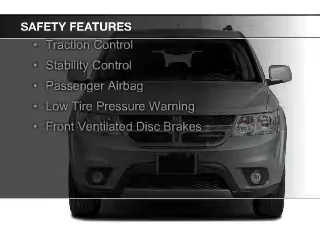 SAFETY FEATURES
• Traction Control
• Stability Control
• Passenger Airbag
• Low Tire Pressure Warning
• Front Ventilated Disc Brakes